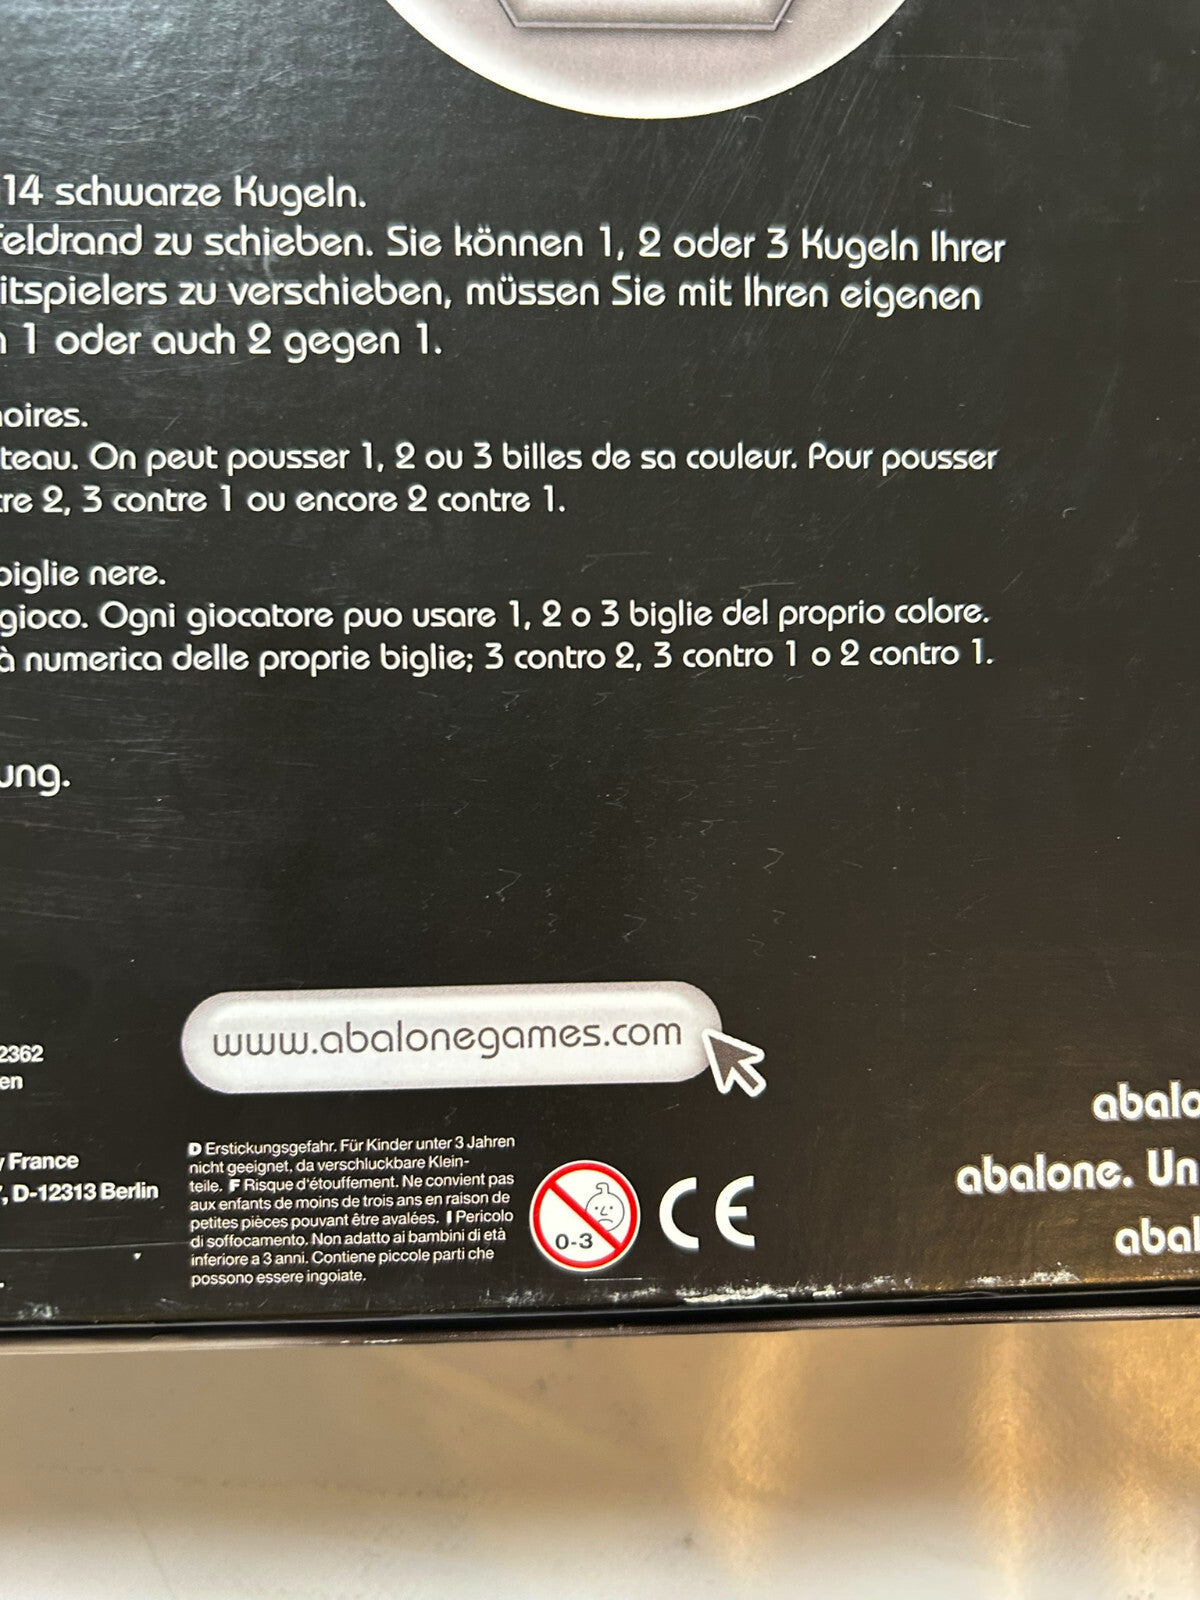 14 schwarze Kugeln.
feldrand zu schieben. Sie können 1, 2 oder 3 Kugeln Ihrer
itspielers zu verschieben, müssen Sie mit Ihren eigenen
1 oder auch 2 gegen 1.
noires.
teau. On peut pousser 1, 2 ou 3 billes de sa couleur. Pour pousser
tre 2, 3 contre 1 ou encore 2 contre 1.
biglie nere.
gioco. Ogni giocatore puo usare 1, 2 o 3 biglie del proprio colore.
à numerica delle proprie biglie; 3 contro 2, 3 contro 1 o 2 contro 1.
ung.
www.abalonegames.com
2362
en
France
, D-12313 Berlin
D Erstickungsgefahr. Für Kinder unter 3 Jahren
nicht geeignet, da verschluckbare Klein-
teile. F Risque d'étouffement. Ne convient pas
aux enfants de moins de trois ans en raison de
petites pièces pouvant être avalées. I Pericolo
di soffocamento. Non adatto ai bambini di età
inferiore a 3 anni. Contiene piccole parti che
possono essere ingoiate.
0-3
CE
abalo
abalone. Un
abal